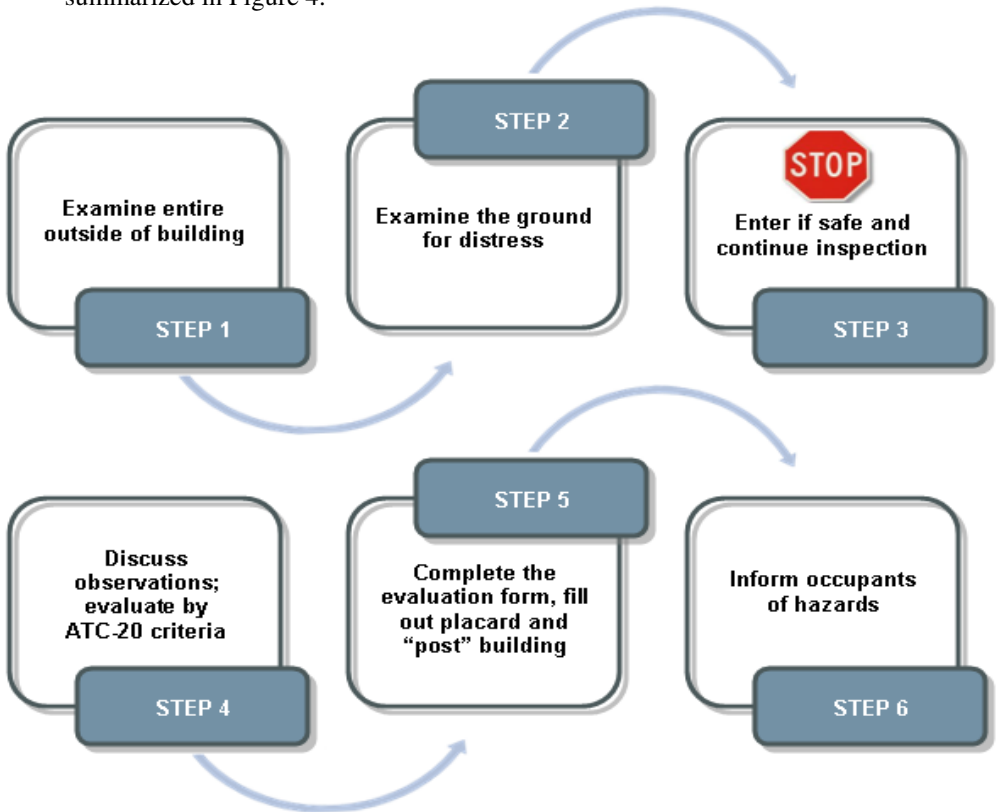 summarized in Figure 4.
Examine entire
outside of building
STEP 1
STEP 2
Examine the ground
for distress
STOP
Enter if safe and
continue inspection
STEP 3
Discuss
observations;
evaluate by
ATC-20 criteria
STEP 4
STEP 5
Complete the
evaluation form, fill
out placard and
“post” building
Inform occupants
of hazards
STEP 6